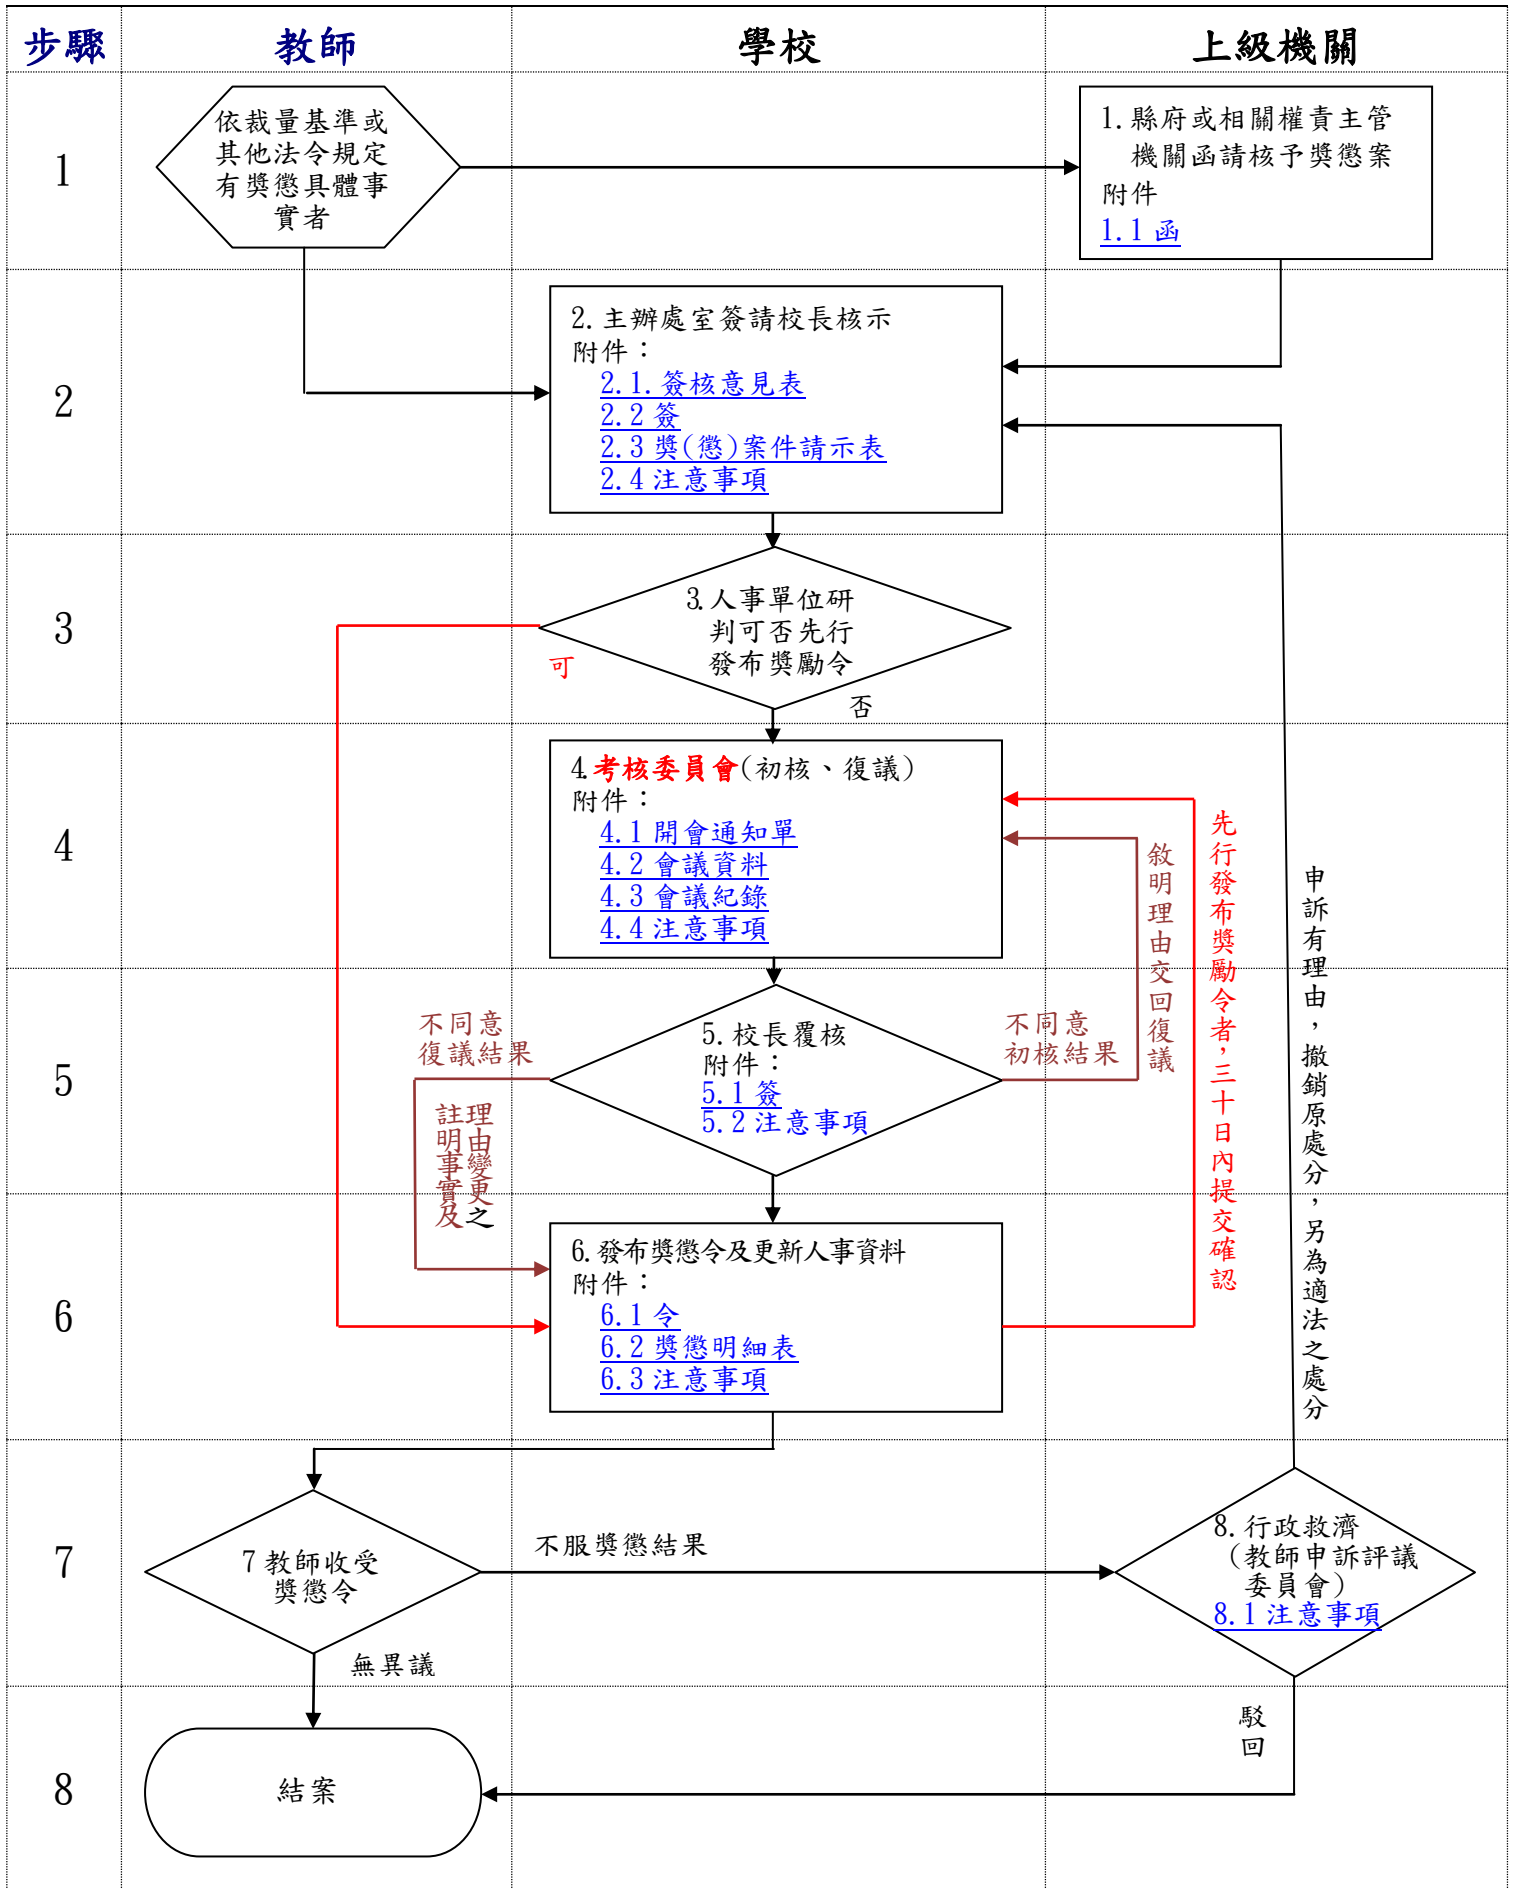 步驟
教師
學校
上級機關
1
依裁量基準或
其他法令規定
有獎懲具體事
實者
1.縣府或相關權責主管
機關函請核予獎懲案
附件
1.1函
2
2.主辦處室簽請校長核示
附件：
2.1.簽核意見表
2.2簽
2.3獎(懲)案件請示表
2.4注意事項
3
3.人事單位研
判可否先行
發布獎勵令
可
否
4
4.考核委員會(初核、復議)
附件：
4.1開會通知單
4.2會議資料
4.3會議紀錄
4.4注意事項
敘明理由交回復議
先行發布獎勵令者，三十日內提交確認
申訴有理由，撤銷原處分，另為適法之處分
5
不同意
復議結果
5.校長覆核
附件：
5.1簽
5.2注意事項
不同意
初核結果
註明事實及
理由變更之
6
6.發布獎懲令及更新人事資料
附件：
6.1令
6.2獎懲明細表
6.3注意事項
7
7教師收受
獎懲令
不服獎懲結果
8.行政救濟
(教師申訴評議
委員會)
8.1注意事項
無異議
駁回
8
結案